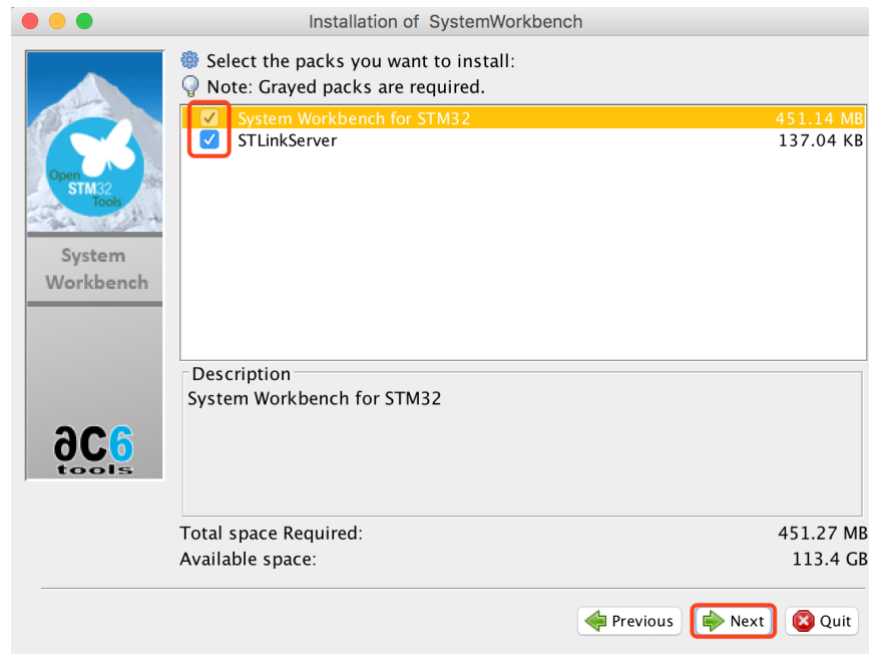 Installation of SystemWorkbench
Select the packs you want to install:
Note: Grayed packs are required.
System Workbench for STM32 451.14 MB
STLinkServer 137.04 KB
Open
STM32
Tools
System
Workbench
ac6
tools
Description
System Workbench for STM32
Total space Required: 451.27 MB
Available space: 113.4 GB
Previous Next Quit